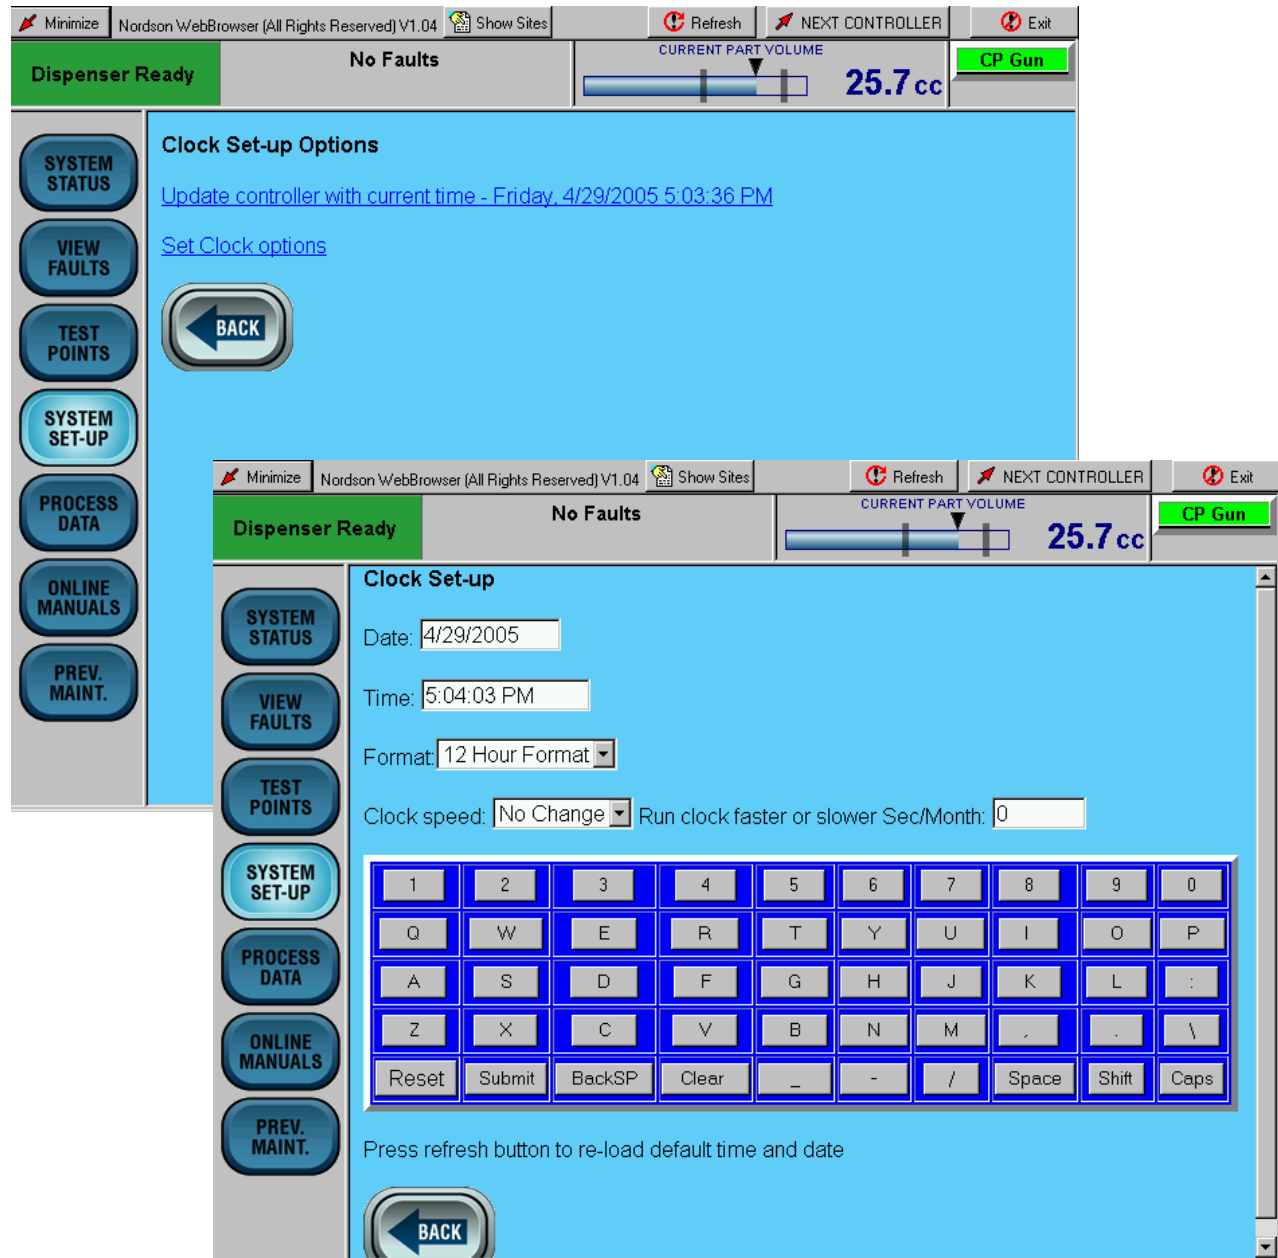 Minimize
Nordson WebBrowser (All Rights Reserved) V1.04
Show Sites
Refresh
NEXT CONTROLLER
Exit
Dispenser Ready
No Faults
CURRENT PART VOLUME
25.7 cc
CP Gun
SYSTEM
STATUS
VIEW
FAULTS
TEST
POINTS
SYSTEM
SET-UP
PROCESS
DATA
ONLINE
MANUALS
PREV.
MAINT.
Clock Set-up Options
Update controller with current time - Friday, 4/29/2005 5:03:36 PM
Set Clock options
BACK
Minimize
Nordson WebBrowser (All Rights Reserved) V1.04
Show Sites
Refresh
NEXT CONTROLLER
Exit
Dispenser Ready
No Faults
CURRENT PART VOLUME
25.7 cc
CP Gun
SYSTEM
STATUS
VIEW
FAULTS
TEST
POINTS
SYSTEM
SET-UP
PROCESS
DATA
ONLINE
MANUALS
PREV.
MAINT.
Clock Set-up
Date: 4/29/2005
Time: 5:04:03 PM
Format: 12 Hour Format
Clock speed: No Change Run clock faster or slower Sec/Month: 0
1 2 3 4 5 6 7 8 9 0
Q W E R T Y U I O P
A S D F G H J K L :
Z X C V B N M , . \
Reset Submit BackSP Clear _ - / Space Shift Caps
Press refresh button to re-load default time and date
BACK